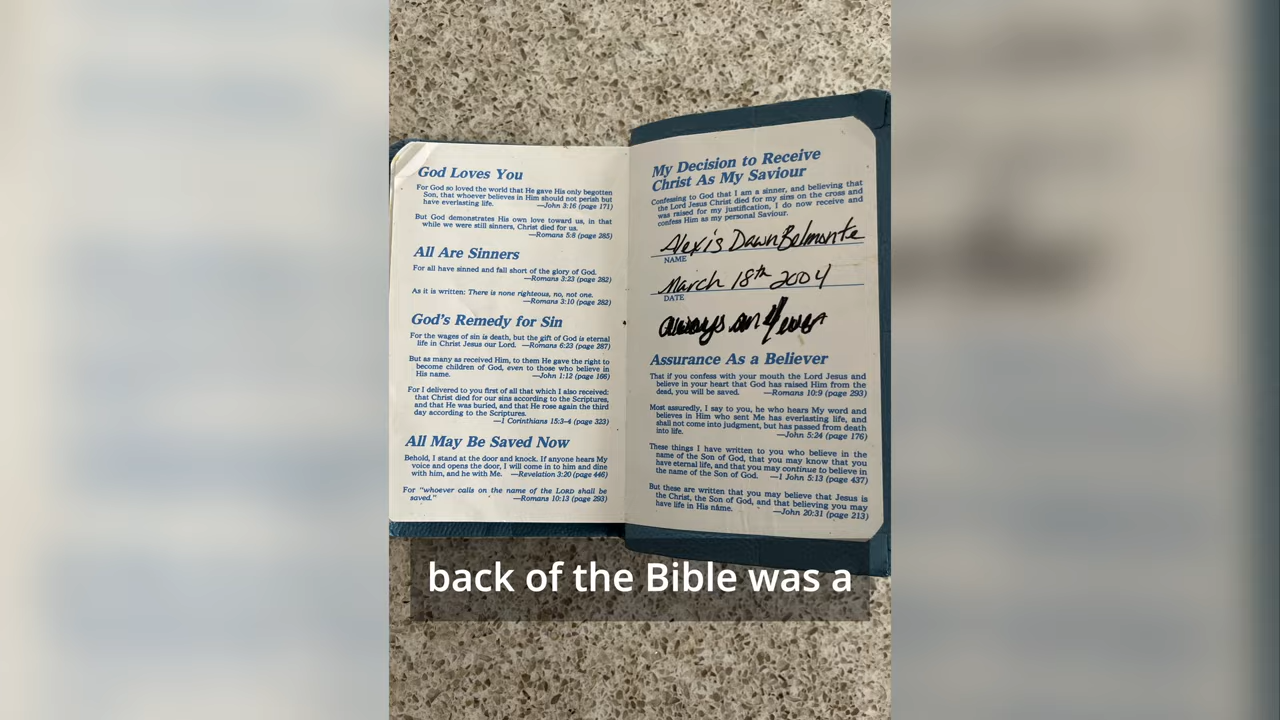 God Loves You
For God so loved the world that He gave His only begotten
Son, that whoever believes in Him should not perish but
have everlasting life. —John 3:16 (page 171)
But God demonstrates His own love toward us, in that
while we were still sinners, Christ died for us.
—Romans 5:8 (page 285)
All Are Sinners
For all have sinned and fall short of the glory of God.
—Romans 3:23 (page 282)
As it is written: There is none righteous, no, not one.
—Romans 3:10 (page 282)
God's Remedy for Sin
For the wages of sin is death, but the gift of God is eternal
life in Christ Jesus our Lord. —Romans 6:23 (page 287)
But as many as received Him, to them He gave the right to
become children of God, even to those who believe in
His name. —John 1:12 (page 166)
For I delivered to you first of all that which I also received:
that Christ died for our sins according to the Scriptures,
and that He was buried, and that He rose again the third
day according to the Scriptures.
—1 Corinthians 15:3–4 (page 323)
All May Be Saved Now
Behold, I stand at the door and knock. If anyone hears My
voice and opens the door, I will come in to him and dine
with him, and he with Me. —Revelation 3:20 (page 446)
For "whoever calls on the name of the LORD shall be
saved." —Romans 10:13 (page 293)
My Decision to Receive
Christ As My Saviour
Confessing to God that I am a sinner, and believing that
the Lord Jesus Christ died for my sins on the cross and
was raised for my justification, I do now receive and
confess Him as my personal Saviour.
Alexis Dawn Belmonte
NAME
March 18th 2004
DATE
always and forever
Assurance As a Believer
That if you confess with your mouth the Lord Jesus and
believe in your heart that God has raised Him from the
dead, you will be saved. —Romans 10:9 (page 293)
Most assuredly, I say to you, he who hears My word and
believes in Him who sent Me has everlasting life, and
shall not come into judgment, but has passed from death
into life. —John 5:24 (page 176)
These things I have written to you who believe in the
name of the Son of God, that you may know that you
have eternal life, and that you may continue to believe in
the name of the Son of God. —1 John 5:13 (page 437)
But these are written that you may believe that Jesus is
the Christ, the Son of God, and that believing you may
have life in His name. —John 20:31 (page 213)
back of the Bible was a